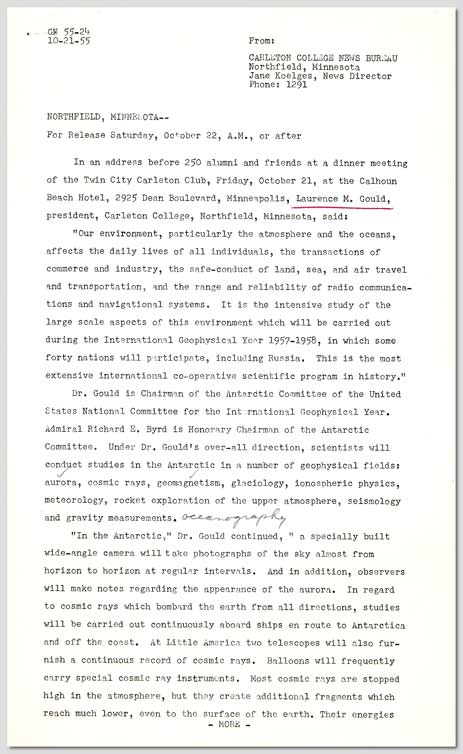 GN 55-24
10-21-55
From:
CARLETON COLLEGE NEWS BUREAU
Northfield, Minnesota
Jane Koelges, News Director
Phone: 1291
NORTHFIELD, MINNESOTA--
For Release Saturday, October 22, A.M., or after
In an address before 250 alumni and friends at a dinner meeting
of the Twin City Carleton Club, Friday, October 21, at the Calhoun
Beach Hotel, 2925 Dean Boulevard, Minneapolis, Laurence M. Gould,
president, Carleton College, Northfield, Minnesota, said:
"Our environment, particularly the atmosphere and the oceans,
affects the daily lives of all individuals, the transactions of
commerce and industry, the safe-conduct of land, sea, and air travel
and transportation, and the range and reliability of radio communica-
tions and navigational systems. It is the intensive study of the
large scale aspects of this environment which will be carried out
during the International Geophysical Year 1957-1958, in which some
forty nations will participate, including Russia. This is the most
extensive international co-operative scientific program in history."
Dr. Gould is Chairman of the Antarctic Committee of the United
States National Committee for the International Geophysical Year.
Admiral Richard E. Byrd is Honorary Chairman of the Antarctic
Committee. Under Dr. Gould's over-all direction, scientists will
conduct studies in the Antarctic in a number of geophysical fields:
aurora, cosmic rays, geomagnetism, glaciology, ionospheric physics,
meteorology, rocket exploration of the upper atmosphere, seismology
and gravity measurements. oceanography
"In the Antarctic," Dr. Gould continued, " a specially built
wide-angle camera will take photographs of the sky almost from
horizon to horizon at regular intervals. And in addition, observers
will make notes regarding the appearance of the aurora. In regard
to cosmic rays which bombard the earth from all directions, studies
will be carried out continuously aboard ships en route to Antarctica
and off the coast. At Little America two telescopes will also fur-
nish a continuous record of cosmic rays. Balloons will frequently
carry special cosmic ray instruments. Most cosmic rays are stopped
high in the atmosphere, but they create additional fragments which
reach much lower, even to the surface of the earth. Their energies
- MORE -